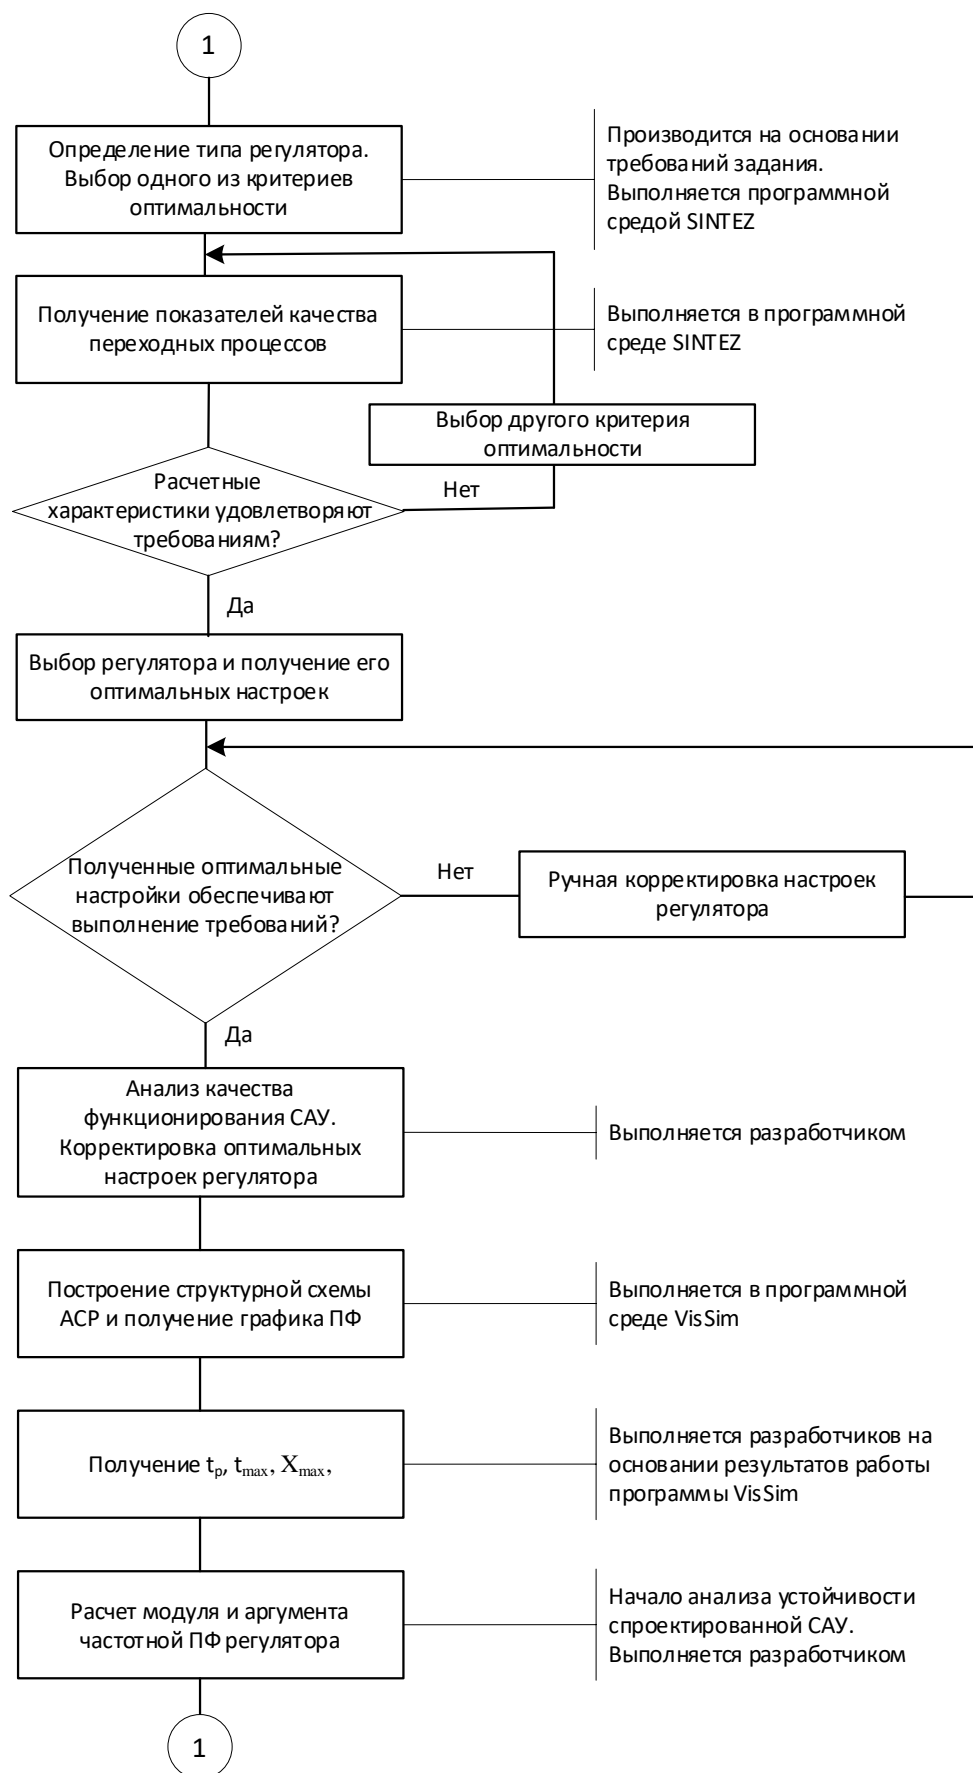 1
Определение типа регулятора.
Выбор одного из критериев
оптимальности
Производится на основании
требований задания.
Выполняется программной
средой SINTEZ
Получение показателей качества
переходных процессов
Выполняется в программной
среде SINTEZ
Выбор другого критерия
оптимальности
Расчетные
характеристики удовлетворяют
требованиям?
Нет
Да
Выбор регулятора и получение его
оптимальных настроек
Полученные оптимальные
настройки обеспечивают
выполнение требований?
Нет
Ручная корректировка настроек
регулятора
Да
Анализ качества
функционирования САУ.
Корректировка оптимальных
настроек регулятора
Выполняется разработчиком
Построение структурной схемы
АСР и получение графика ПФ
Выполняется в программной
среде VisSim
Получение tр, tmax, Xmax,
Выполняется разработчиков на
основании результатов работы
программы VisSim
Расчет модуля и аргумента
частотной ПФ регулятора
Начало анализа устойчивости
спроектированной САУ.
Выполняется разработчиком
1